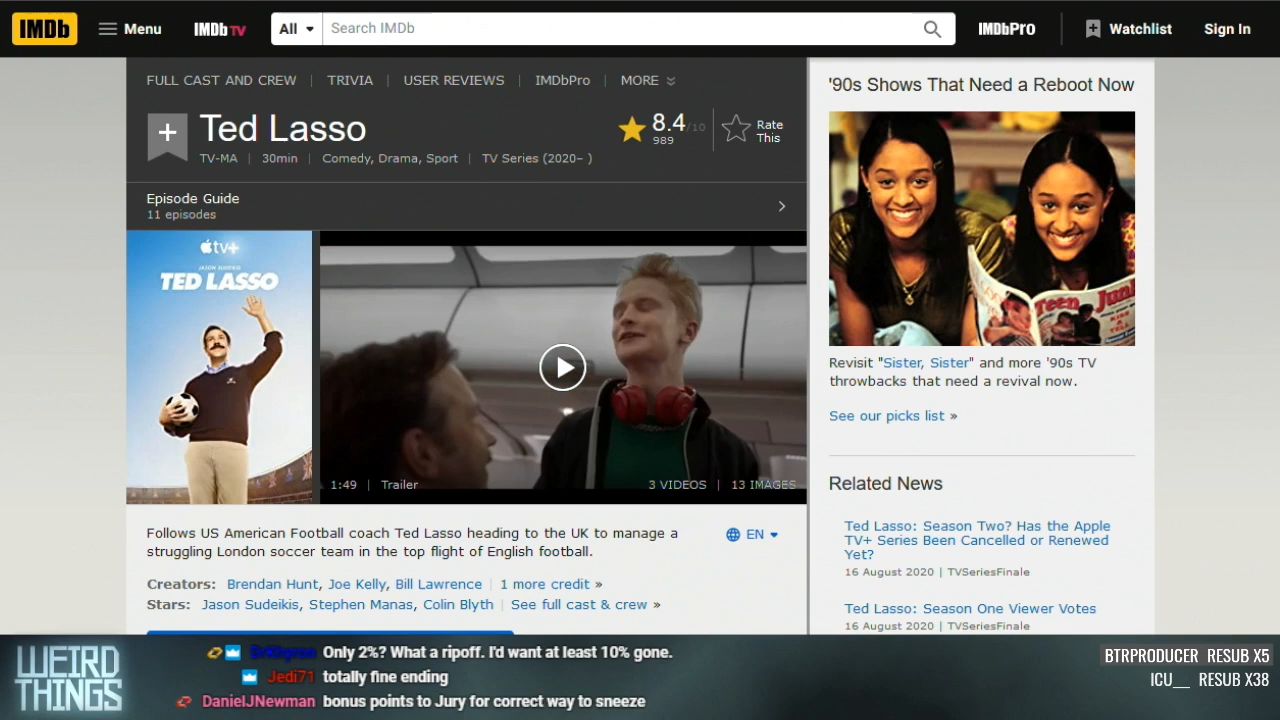 IMDb
Menu
IMDb TV
All
Search IMDb
IMDbPro
Watchlist
Sign In
FULL CAST AND CREW | TRIVIA | USER REVIEWS | IMDbPro | MORE
Ted Lasso
8.4/10
989
Rate
This
TV-MA | 30min | Comedy, Drama, Sport | TV Series (2020– )
Episode Guide
11 episodes
tv+
JASON SUDEIKIS
TED LASSO
1:49 | Trailer
3 VIDEOS | 13 IMAGES
Follows US American Football coach Ted Lasso heading to the UK to manage a
struggling London soccer team in the top flight of English football.
EN
Creators: Brendan Hunt, Joe Kelly, Bill Lawrence | 1 more credit »
Stars: Jason Sudeikis, Stephen Manas, Colin Blyth | See full cast & crew »
'90s Shows That Need a Reboot Now
Teen
Revisit "Sister, Sister" and more '90s TV
throwbacks that need a revival now.
See our picks list »
Related News
Ted Lasso: Season Two? Has the Apple
TV+ Series Been Cancelled or Renewed
Yet?
16 August 2020 | TVSeriesFinale
Ted Lasso: Season One Viewer Votes
16 August 2020 | TVSeriesFinale
WEIRD
THINGS
Only 2%? What a ripoff. I'd want at least 10% gone.
Jedi71 totally fine ending
DanielJNewman bonus points to Jury for correct way to sneeze
BTRPRODUCER RESUB X5
ICU__ RESUB X38